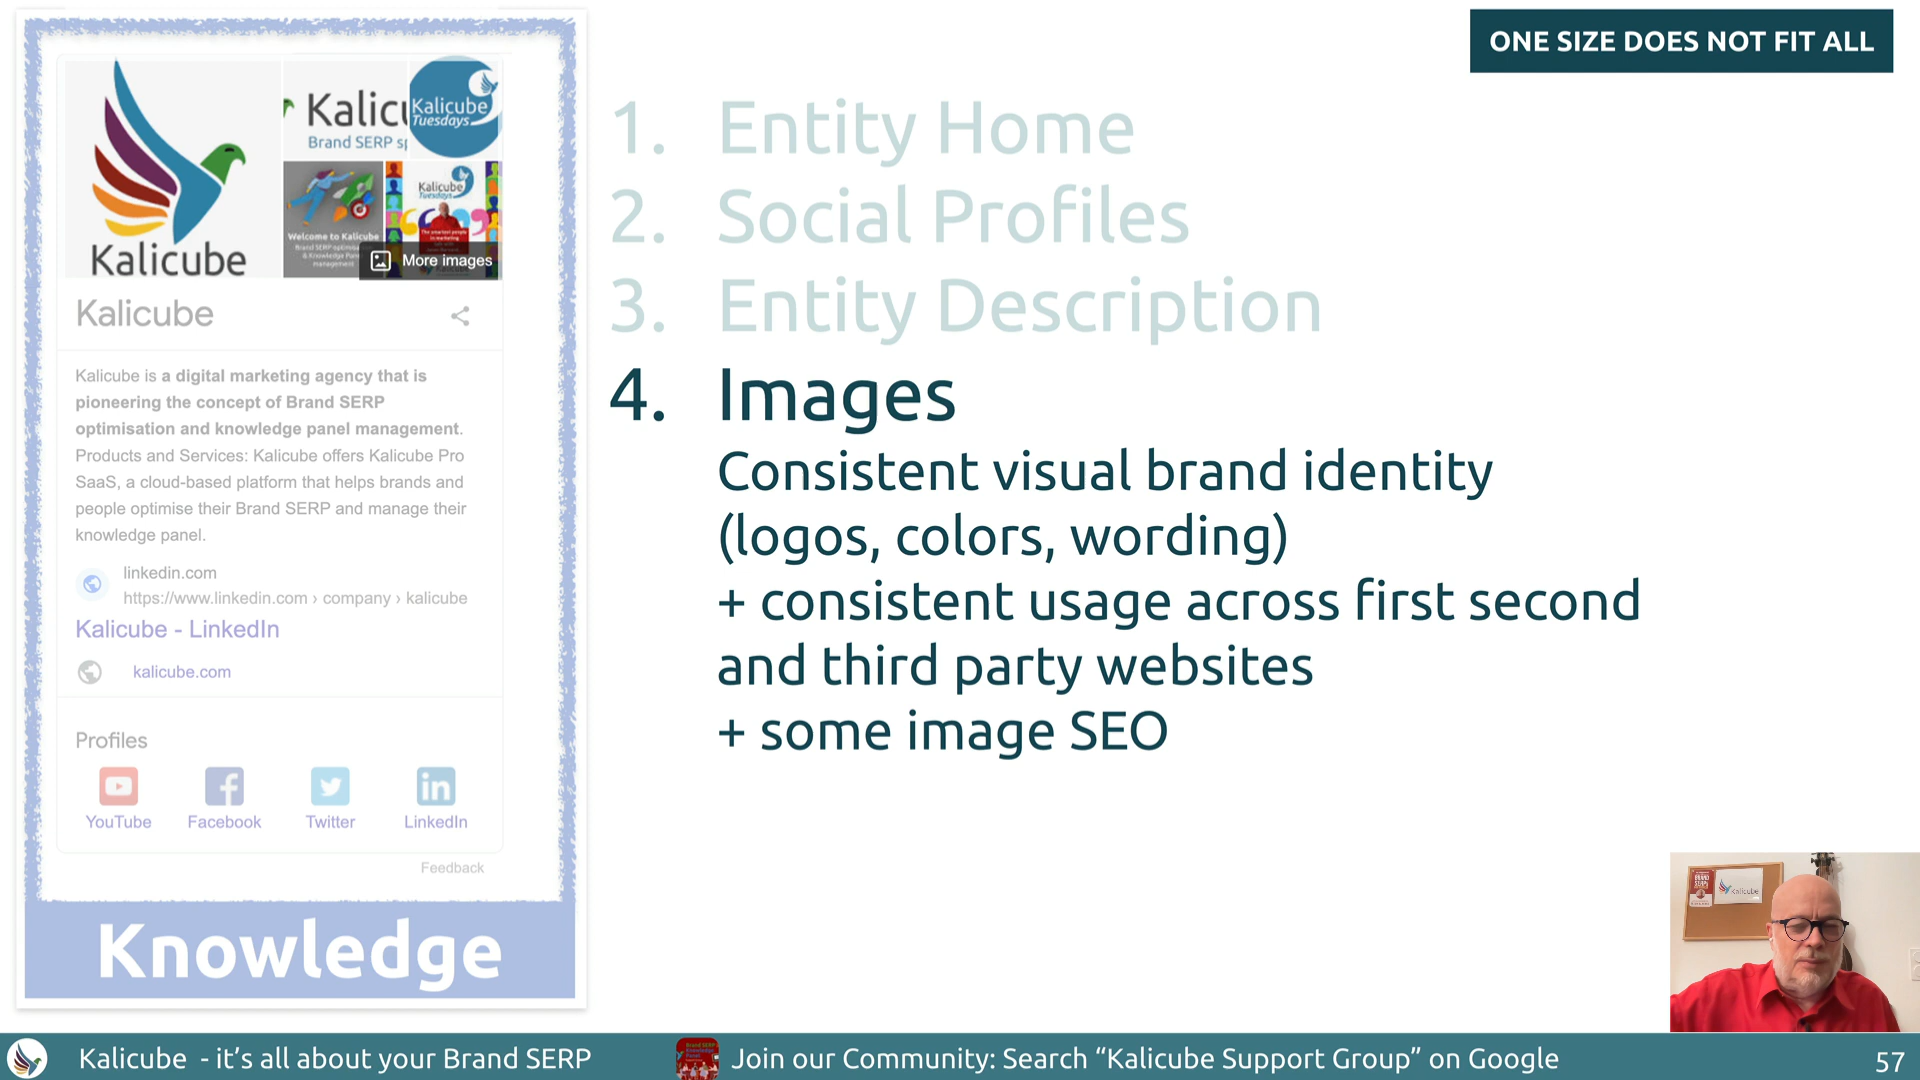 ONE SIZE DOES NOT FIT ALL
Kalicube
Kalic
Brand SERP
Kalicube
Tuesdays
Welcome to Kalicube
Kalicube
Tuesdays
More images
Kalicube
Kalicube is a digital marketing agency that is
pioneering the concept of Brand SERP
optimisation and knowledge panel management.
Products and Services: Kalicube offers Kalicube Pro
SaaS, a cloud-based platform that helps brands and
people optimise their Brand SERP and manage their
knowledge panel.
linkedin.com
https://www.linkedin.com › company › kalicube
Kalicube - LinkedIn
kalicube.com
Profiles
YouTube
Facebook
Twitter
LinkedIn
Feedback
Knowledge
1. Entity Home
2. Social Profiles
3. Entity Description
4. Images
Consistent visual brand identity
(logos, colors, wording)
+ consistent usage across first second
and third party websites
+ some image SEO
Kalicube
Kalicube - it’s all about your Brand SERP
Join our Community: Search “Kalicube Support Group” on Google
57